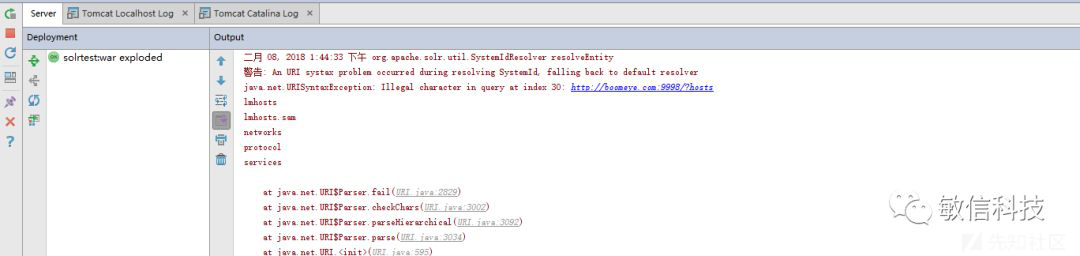 Server
Tomcat Localhost Log
Tomcat Catalina Log
Deployment
Output
solrtest:war exploded
二月 08, 2018 1:44:33 下午 org.apache.solr.util.SystemIdResolver resolveEntity
警告: An URI systax problem occurred during resolving SystemId, falling back to default resolver
java.net.URISyntaxException: Illegal character in query at index 30: http://boomeye.com:9998/?hosts
lmhosts
lmhosts.sam
networks
protocol
services
at java.net.URI$Parser.fail(URI.java:2829)
at java.net.URI$Parser.checkChars(URI.java:3002)
at java.net.URI$Parser.parseHierarchical(URI.java:3092)
at java.net.URI$Parser.parse(URI.java:3034)
at java.net.URI.<init>(URI.java:595)
敏信科技
先知社区